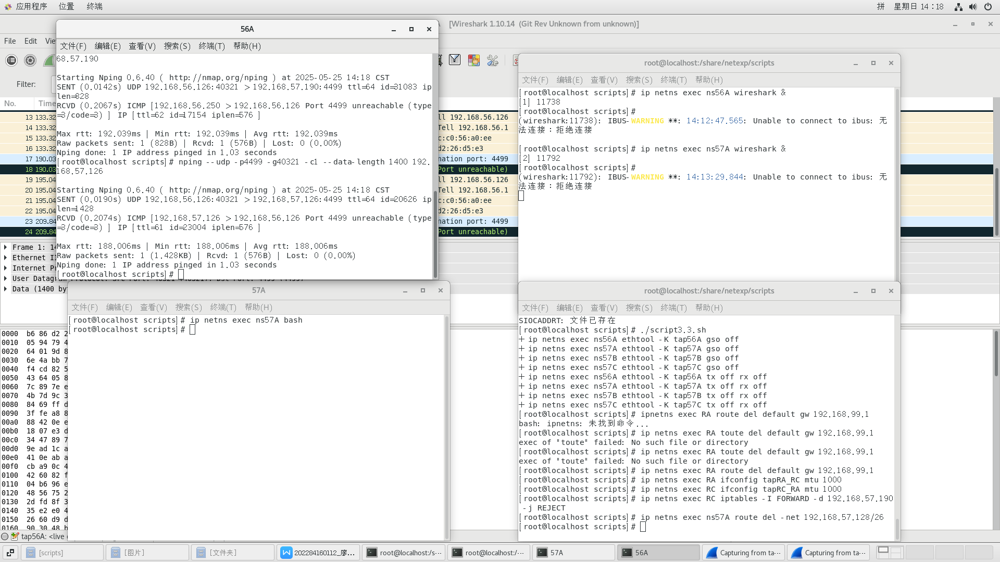 应用程序 位置 终端
拼 星期日 14：18
[Wireshark 1.10.14 (Git Rev Unknown from unknown)]
File Edit
Filter:
No. Time
13 133.32
14 133.32
15 133.32
16 133.32
17 190.03
18 190.03
19 195.04
20 195.04
21 195.04
22 195.04
23 209.84
24 209.84
192.168.56.126
Tell 192.168.56.1
c:c0:56:a0:ee
d2:26:d5:e3
nation port: 4499
Port unreachable)
192.168.56.126
Tell 192.168.56.1
c:c0:56:a0:ee
d2:26:d5:e3
nation port: 4499
Port unreachable)
Frame 1: 14
Ethernet II
Internet Pr
Data (1400 by
0000 b6 86 d2 2
0010 05 94 79 4
0020 64 01 9d 8
0030 6e 4a bb 7
0040 f4 cd 82 5
0050 43 64 05 8
0060 7c 89 7e e
0070 4b 7d 9c 3
0080 84 69 ff d
0090 3f fe a8 8
00a0 88 42 0e e
00b0 18 07 e3 d
00c0 34 47 89 7
00d0 9e ad 1c a
00e0 41 0e ab a
00f0 cb a9 0c 4
0100 42 60 82 f
0110 04 b6 96 e
0120 48 56 75 2
0130 2d fd 8f 3
0140 35 e2 e0 4
0150 26 60 d9 d
0160 90 30 48 b
tap56A: <live
56A
文件(F) 编辑(E) 查看(V) 搜索(S) 终端(T) 帮助(H)
68.57.190
Starting Nping 0.6.40 ( http://nmap.org/nping ) at 2025-05-25 14:18 CST
SENT (0.0142s) UDP 192.168.56.126:40321 > 192.168.57.190:4499 ttl=64 id=31083 ip
len=828
RCVD (0.2067s) ICMP [192.168.56.250 > 192.168.56.126 Port 4499 unreachable (type
=3/code=3) ] IP [ttl=62 id=17154 iplen=576 ]
Max rtt: 192.039ms | Min rtt: 192.039ms | Avg rtt: 192.039ms
Raw packets sent: 1 (828B) | Rcvd: 1 (576B) | Lost: 0 (0.00%)
Nping done: 1 IP address pinged in 1.03 seconds
[root@localhost scripts]# nping --udp -p4499 -g40321 -c1 --data-length 1400 192.
168.57.126
Starting Nping 0.6.40 ( http://nmap.org/nping ) at 2025-05-25 14:18 CST
SENT (0.0190s) UDP 192.168.56.126:40321 > 192.168.57.126:4499 ttl=64 id=20626 ip
len=1428
RCVD (0.2074s) ICMP [192.168.57.126 > 192.168.56.126 Port 4499 unreachable (type
=3/code=3) ] IP [ttl=61 id=23004 iplen=576 ]
Max rtt: 188.006ms | Min rtt: 188.006ms | Avg rtt: 188.006ms
Raw packets sent: 1 (1.428KB) | Rcvd: 1 (576B) | Lost: 0 (0.00%)
Nping done: 1 IP address pinged in 1.03 seconds
[root@localhost scripts]#
57A
文件(F) 编辑(E) 查看(V) 搜索(S) 终端(T) 帮助(H)
[root@localhost scripts]# ip netns exec ns57A bash
[root@localhost scripts]#
root@localhost:/share/netexp/scripts
文件(F) 编辑(E) 查看(V) 搜索(S) 终端(T) 帮助(H)
[root@localhost scripts]# ip netns exec ns56A wireshark &
[1] 11738
[root@localhost scripts]#
(wireshark:11738): IBUS-WARNING **: 14:12:47.565: Unable to connect to ibus: 无
法连接：拒绝连接
[root@localhost scripts]# ip netns exec ns57A wireshark &
[2] 11792
[root@localhost scripts]#
(wireshark:11792): IBUS-WARNING **: 14:13:29.844: Unable to connect to ibus: 无
法连接：拒绝连接
root@localhost:/share/netexp/scripts
文件(F) 编辑(E) 查看(V) 搜索(S) 终端(T) 帮助(H)
SIOCADDRT: 文件已存在
[root@localhost scripts]# ./script3.3.sh
+ ip netns exec ns56A ethtool -K tap56A gso off
+ ip netns exec ns57A ethtool -K tap57A gso off
+ ip netns exec ns57B ethtool -K tap57B gso off
+ ip netns exec ns57C ethtool -K tap57C gso off
+ ip netns exec ns56A ethtool -K tap56A tx off rx off
+ ip netns exec ns57A ethtool -K tap57A tx off rx off
+ ip netns exec ns57B ethtool -K tap57B tx off rx off
+ ip netns exec ns57C ethtool -K tap57C tx off rx off
[root@localhost scripts]# ipnetns exec RA route del default gw 192.168.99.1
bash: ipnetns: 未找到命令...
[root@localhost scripts]# ip netns exec RA toute del default gw 192.168.99.1
exec of "toute" failed: No such file or directory
[root@localhost scripts]# ip netns exec RA toute del default gw 192.168.99.1
exec of "toute" failed: No such file or directory
[root@localhost scripts]# ip netns exec RA route del default gw 192.168.99.1
[root@localhost scripts]# ip netns exec RA ifconfig tapRA_RC mtu 1000
[root@localhost scripts]# ip netns exec RC ifconfig tapRC_RA mtu 1000
[root@localhost scripts]# ip netns exec RC iptables -I FORWARD -d 192.168.57.190
-j REJECT
[root@localhost scripts]# ip netns exec ns57A route del -net 192.168.57.128/26
[root@localhost scripts]#
[scripts] [图片] [文件夹] 202284160112_廖... root@localhost:/s... root@localhost:/... 57A 56A Capturing from ta... Capturing from ta...